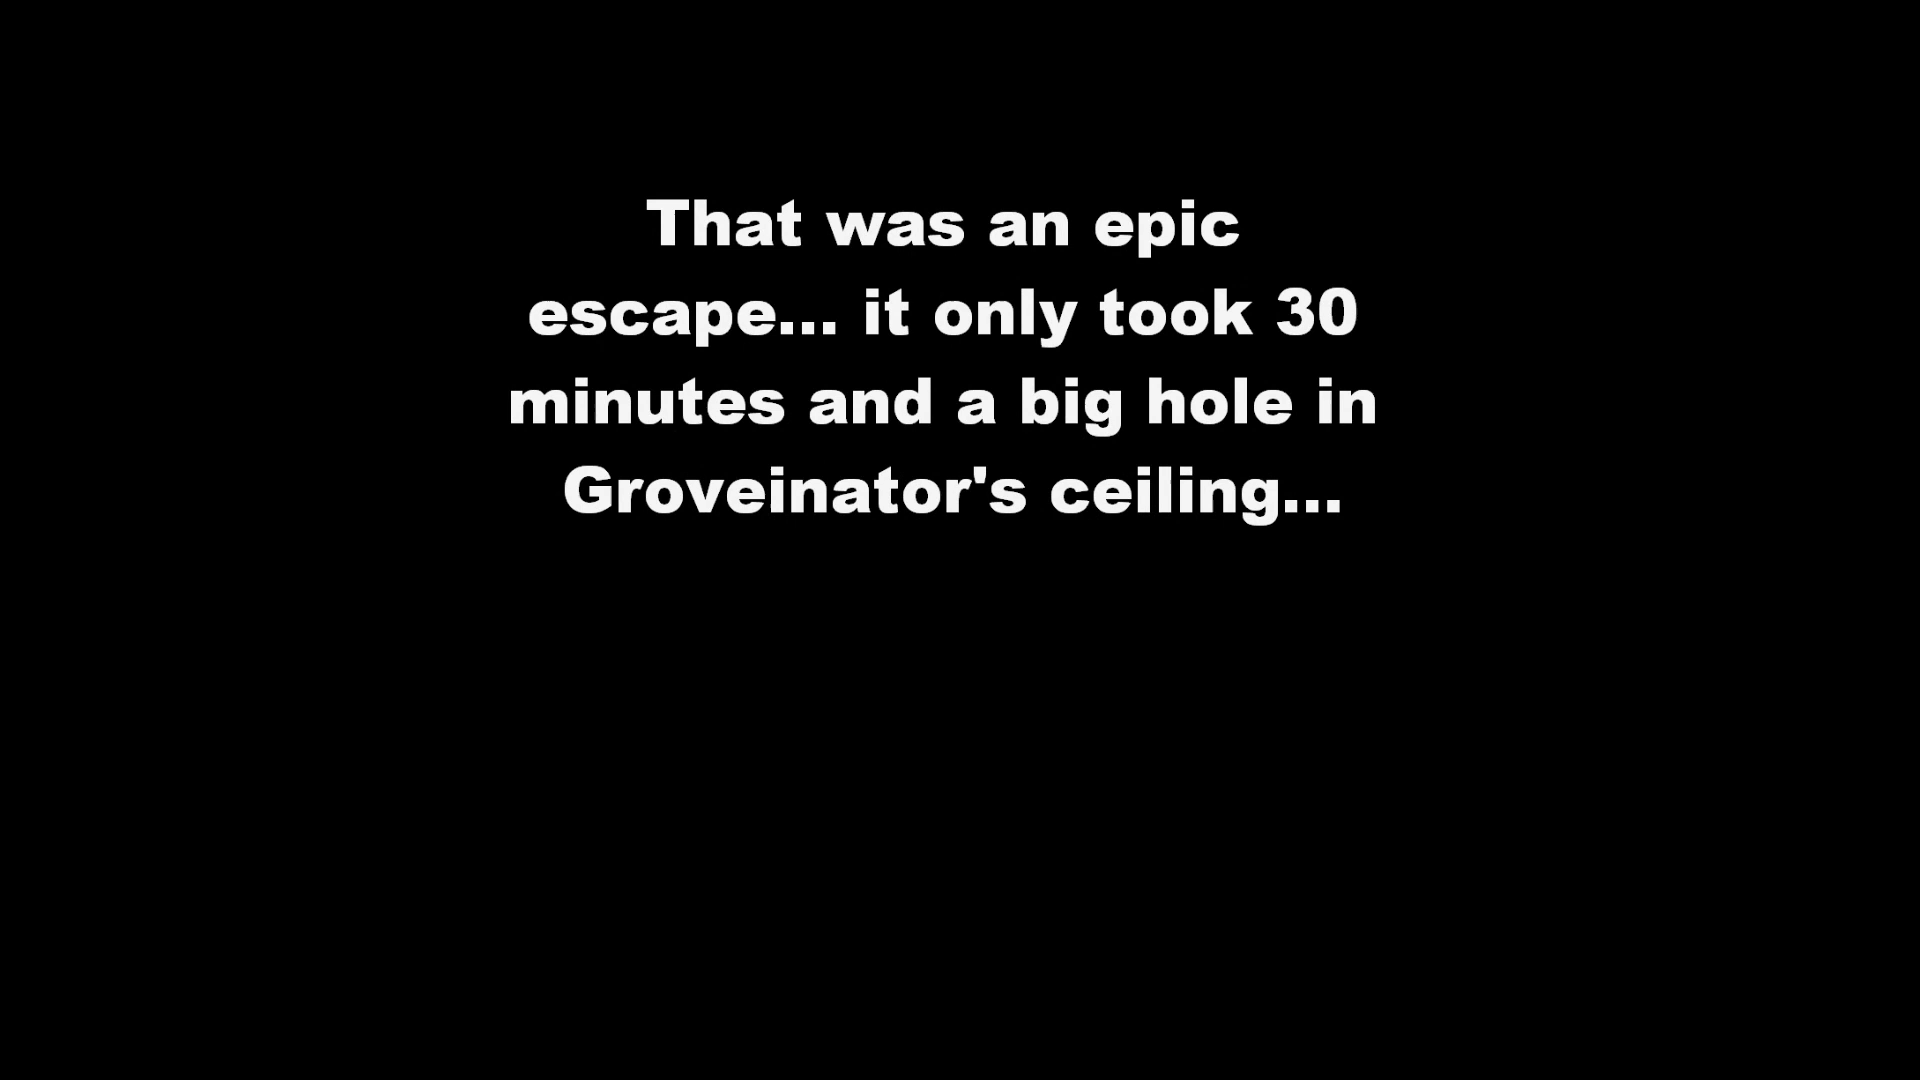 That was an epic
escape... it only took 30
minutes and a big hole in
Groveinator's ceiling...